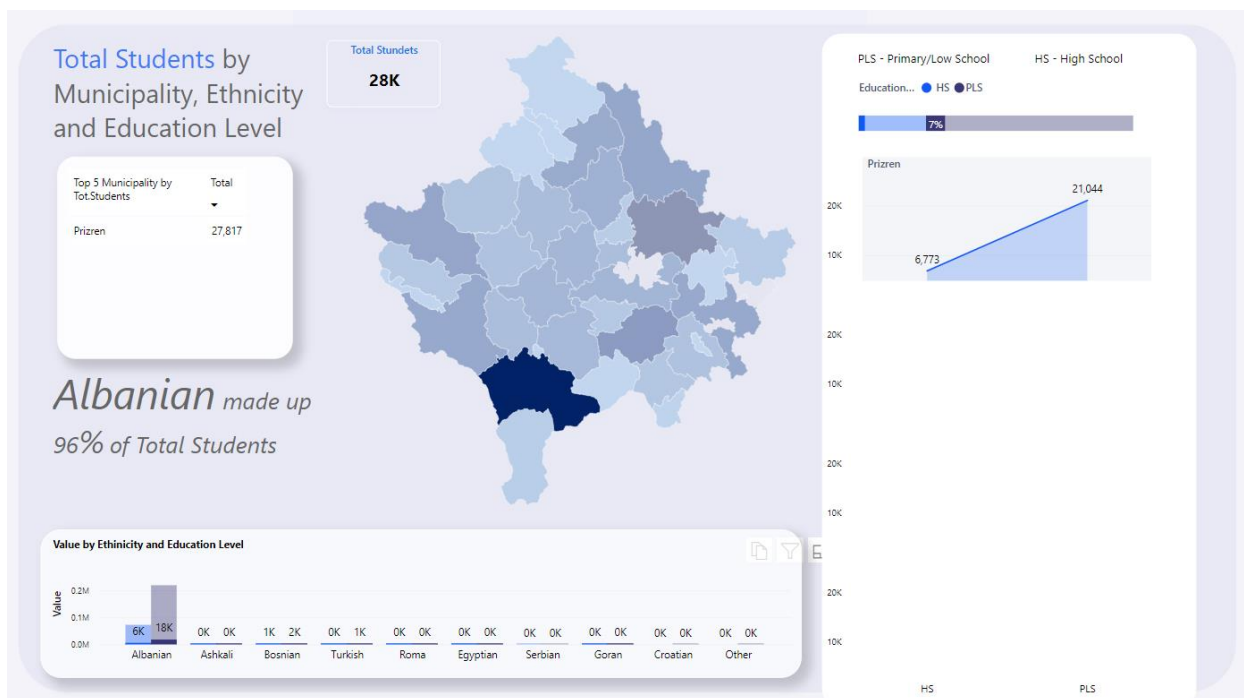 Total Students by
Municipality, Ethnicity
and Education Level
Total Stundets
28K
Top 5 Municipality by
Tot.Students
Total
Prizren
27,817
Albanian made up
96% of Total Students
PLS - Primary/Low School
HS - High School
Education...
HS
PLS
7%
Prizren
20K
10K
6,773
21,044
20K
10K
20K
10K
20K
10K
HS
PLS
Value by Ethinicity and Education Level
Value
0.2M
0.1M
0.0M
6K
18K
0K
0K
1K
2K
0K
1K
0K
0K
0K
0K
0K
0K
0K
0K
0K
0K
0K
0K
Albanian
Ashkali
Bosnian
Turkish
Roma
Egyptian
Serbian
Goran
Croatian
Other